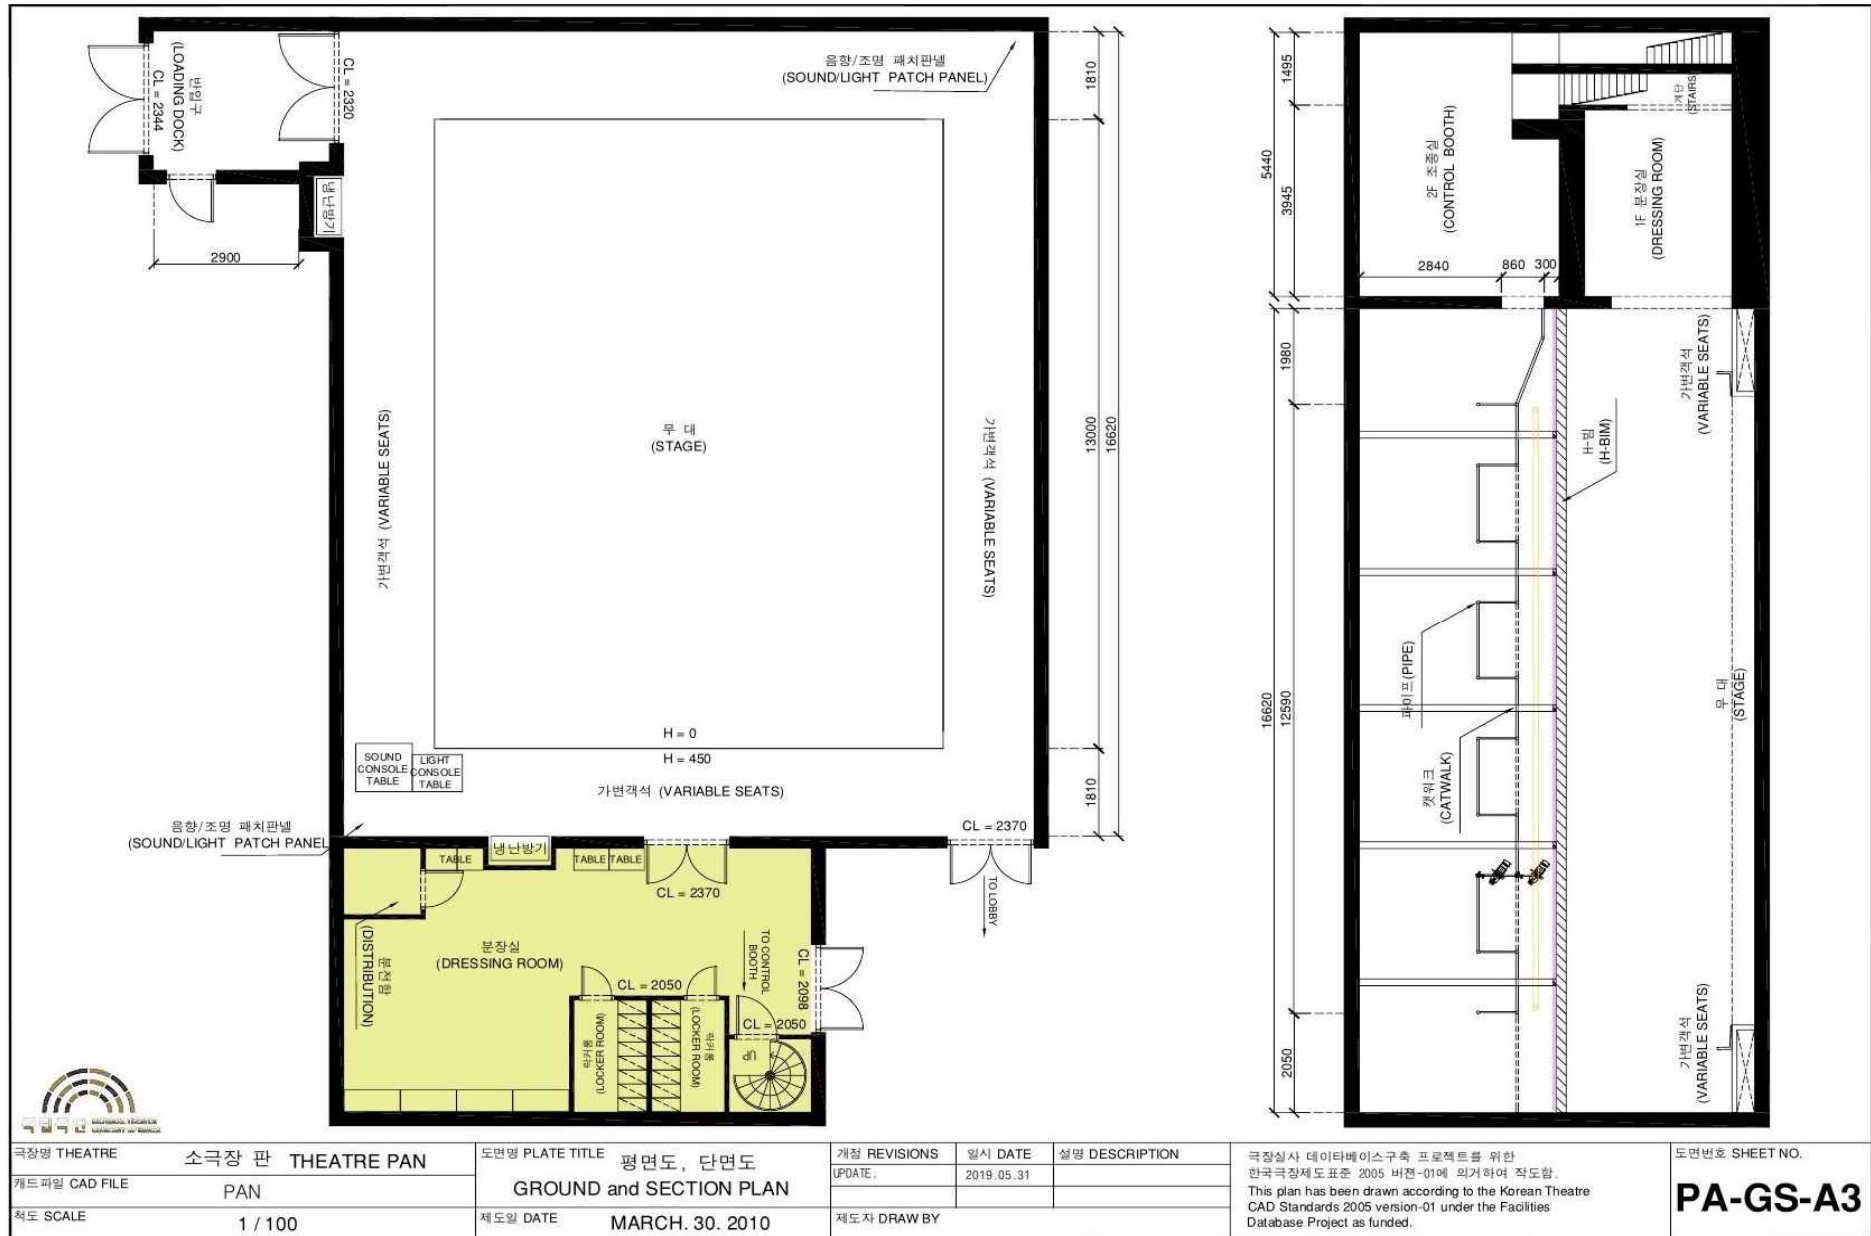 반입구
(LOADING DOCK)
CL = 2344
CL = 2320
냉난방기
2900
음향/조명 패치판넬
(SOUND/LIGHT PATCH PANEL)
1810
13000
16620
1810
가변객석 (VARIABLE SEATS)
무 대
(STAGE)
가변객석 (VARIABLE SEATS)
H = 0
H = 450
가변객석 (VARIABLE SEATS)
SOUND
CONSOLE
TABLE
LIGHT
CONSOLE
TABLE
음향/조명 패치판넬
(SOUND/LIGHT PATCH PANEL
CL = 2370
TO LOBBY
TABLE
냉난방기
TABLE
TABLE
CL = 2370
분장실
(DRESSING ROOM)
분전함
(DISTRIBUTION)
TO CONTROL
BOOTH
CL = 2098
CL = 2050
CL = 2050
락커룸
(LOCKER ROOM)
락커룸
(LOCKER ROOM)
UP
1495
5440
3945
2F 조종실
(CONTROL BOOTH)
계단
(STAIRS)
1F 분장실
(DRESSING ROOM)
2840
860
300
1980
16620
12590
2050
가변객석
(VARIABLE SEATS)
H-빔
(H-BIM)
파이프(PIPE)
캣워크
(CATWALK)
무 대
(STAGE)
가변객석
(VARIABLE SEATS)
극장명 THEATRE
소극장 판 THEATRE PAN
캐드파일 CAD FILE
PAN
척도 SCALE
1 / 100
도면명 PLATE TITLE
평면도, 단면도
GROUND and SECTION PLAN
제도일 DATE
MARCH. 30. 2010
개정 REVISIONS
일시 DATE
설명 DESCRIPTION
UPDATE.
2019.05.31
제도자 DRAW BY
극장실사 데이타베이스구축 프로젝트를 위한
한국극장제도표준 2005 버젼-01에 의거하여 작도함.
This plan has been drawn according to the Korean Theatre
CAD Standards 2005 version-01 under the Facilities
Database Project as funded.
도면번호 SHEET NO.
PA-GS-A3